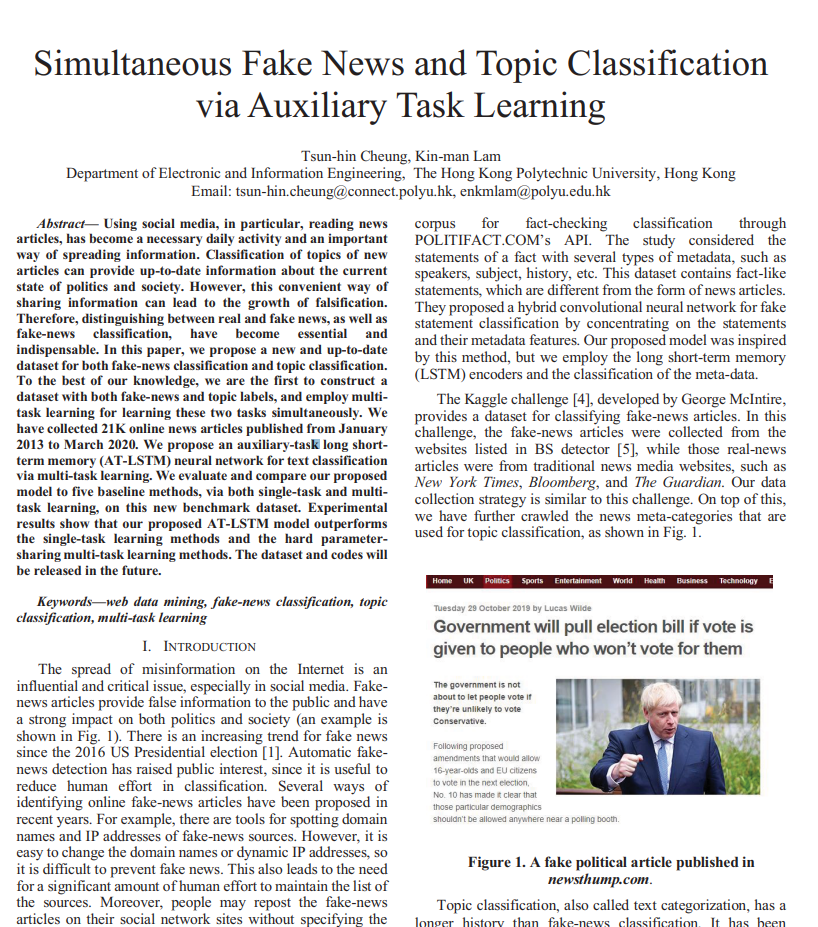 Simultaneous Fake News and Topic Classification
via Auxiliary Task Learning
Tsun-hin Cheung, Kin-man Lam
Department of Electronic and Information Engineering, The Hong Kong Polytechnic University, Hong Kong
Email: tsun-hin.cheung@connect.polyu.hk, enkmlam@polyu.edu.hk
Abstract— Using social media, in particular, reading news
articles, has become a necessary daily activity and an important
way of spreading information. Classification of topics of new
articles can provide up-to-date information about the current
state of politics and society. However, this convenient way of
sharing information can lead to the growth of falsification.
Therefore, distinguishing between real and fake news, as well as
fake-news classification, have become essential and
indispensable. In this paper, we propose a new and up-to-date
dataset for both fake-news classification and topic classification.
To the best of our knowledge, we are the first to construct a
dataset with both fake-news and topic labels, and employ multi-
task learning for learning these two tasks simultaneously. We
have collected 21K online news articles published from January
2013 to March 2020. We propose an auxiliary-task long short-
term memory (AT-LSTM) neural network for text classification
via multi-task learning. We evaluate and compare our proposed
model to five baseline methods, via both single-task and multi-
task learning, on this new benchmark dataset. Experimental
results show that our proposed AT-LSTM model outperforms
the single-task learning methods and the hard parameter-
sharing multi-task learning methods. The dataset and codes will
be released in the future.
Keywords—web data mining, fake-news classification, topic
classification, multi-task learning
I. INTRODUCTION
The spread of misinformation on the Internet is an
influential and critical issue, especially in social media. Fake-
news articles provide false information to the public and have
a strong impact on both politics and society (an example is
shown in Fig. 1). There is an increasing trend for fake news
since the 2016 US Presidential election [1]. Automatic fake-
news detection has raised public interest, since it is useful to
reduce human effort in classification. Several ways of
identifying online fake-news articles have been proposed in
recent years. For example, there are tools for spotting domain
names and IP addresses of fake-news sources. However, it is
easy to change the domain names or dynamic IP addresses, so
it is difficult to prevent fake news. This also leads to the need
for a significant amount of human effort to maintain the list of
the sources. Moreover, people may repost the fake-news
articles on their social network sites without specifying the
corpus for fact-checking classification through
POLITIFACT.COM's API. The study considered the
statements of a fact with several types of metadata, such as
speakers, subject, history, etc. This dataset contains fact-like
statements, which are different from the form of news articles.
They proposed a hybrid convolutional neural network for fake
statement classification by concentrating on the statements
and their metadata features. Our proposed model was inspired
by this method, but we employ the long short-term memory
(LSTM) encoders and the classification of the meta-data.
The Kaggle challenge [4], developed by George McIntire,
provides a dataset for classifying fake-news articles. In this
challenge, the fake-news articles were collected from the
websites listed in BS detector [5], while those real-news
articles were from traditional news media websites, such as
New York Times, Bloomberg, and The Guardian. Our data
collection strategy is similar to this challenge. On top of this,
we have further crawled the news meta-categories that are
used for topic classification, as shown in Fig. 1.
Home UK Politics Sports Entertainment World Health Business Technology E
Tuesday 29 October 2019 by Lucas Wilde
Government will pull election bill if vote is
given to people who won't vote for them
The government is not
about to let people vote if
they're unlikely to vote
Conservative.
Following proposed
amendments that would allow
16-year-olds and EU citizens
to vote in the next election,
No. 10 has made it clear that
those particular demographics
shouldn't be allowed anywhere near a polling booth.
Figure 1. A fake political article published in
newsthump.com.
Topic classification, also called text categorization, has a
longer history than fake-news classification. It has been